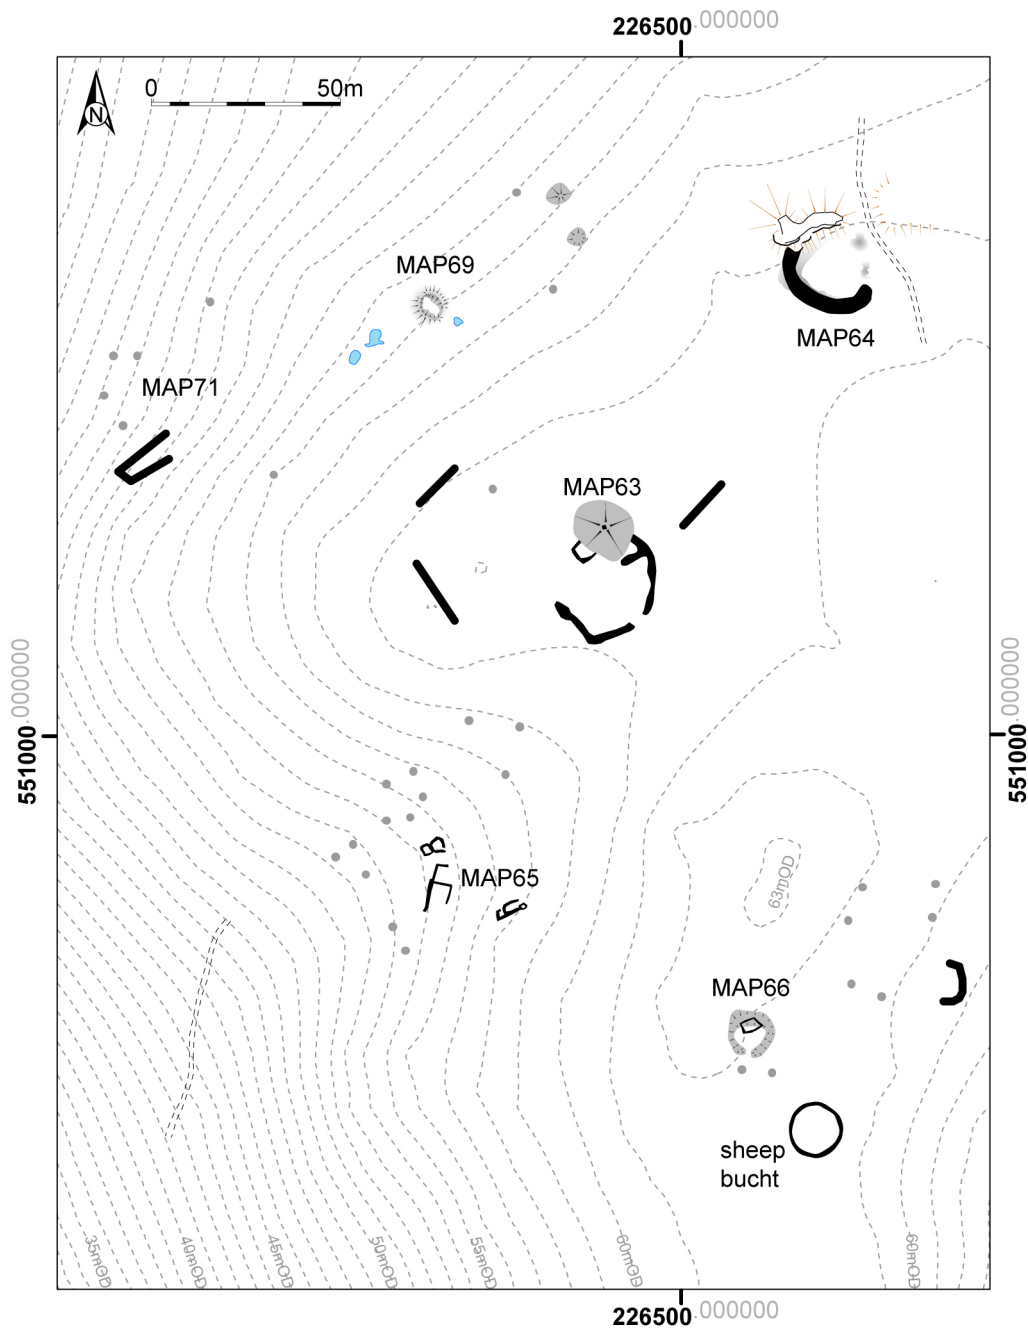 226500.000000
0 50m
N
MAP69
MAP64
MAP71
MAP63
551000.000000
551000.000000
MAP65
63mOD
MAP66
sheep
bucht
35mOD
40mOD
45mOD
50mOD
55mOD
60mOD
60mOD
226500.000000